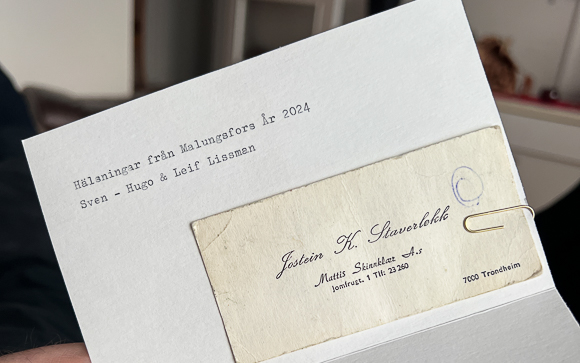 Hälsningar från Malungsfors År 2024
Sven - Hugo & Leif Lissman
Jostein K. Staverløkk
Mattis Skinnklær A.s
Jomfrugt. 1 Tlf: 23 260
7000 Trondheim